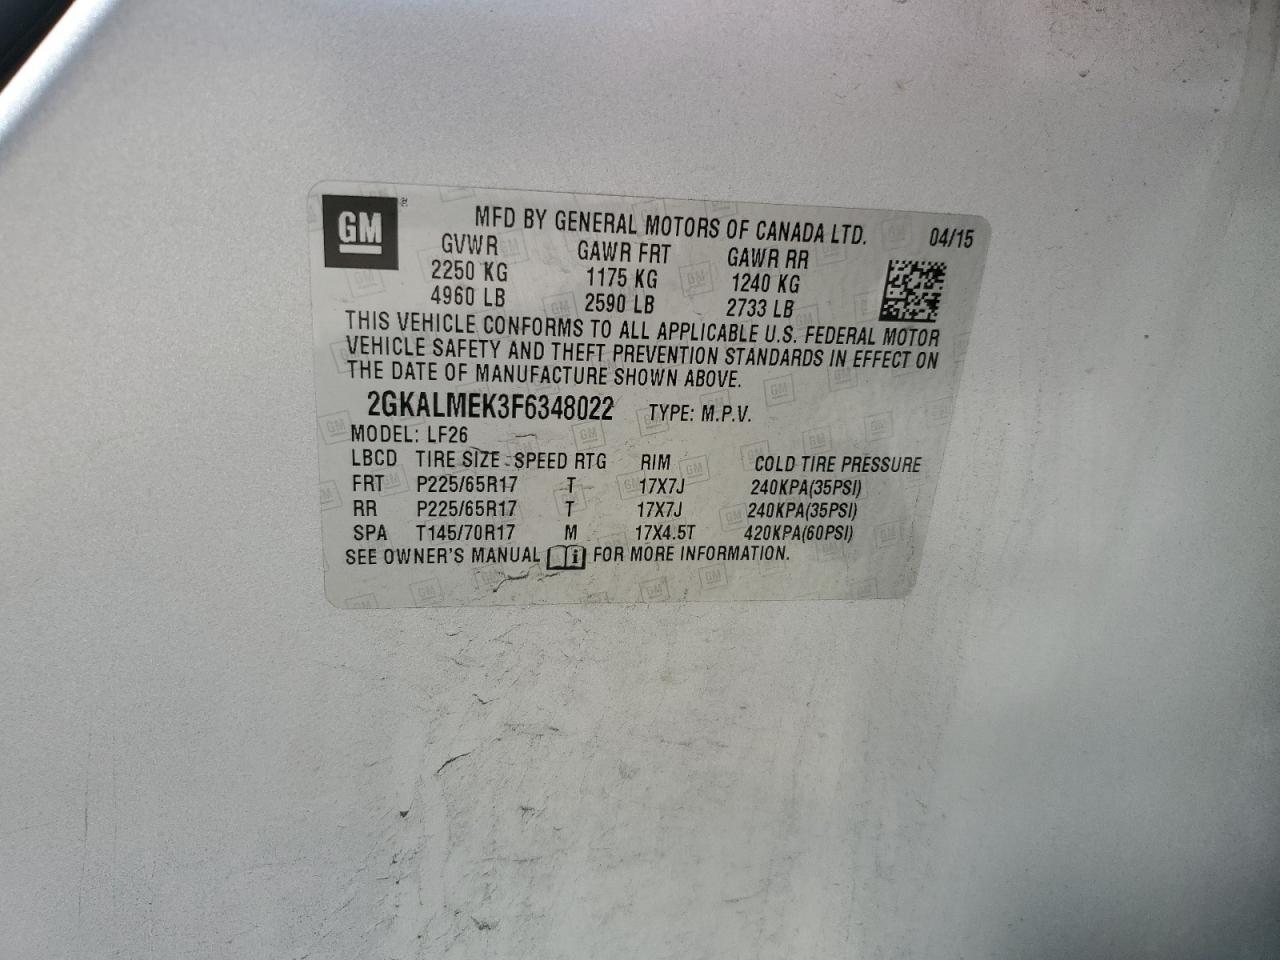 GM ® MFD BY GENERAL MOTORS OF CANADA LTD. 04/15
GVWR GAWR FRT GAWR RR
2250 KG 1175 KG 1240 KG
4960 LB 2590 LB 2733 LB
THIS VEHICLE CONFORMS TO ALL APPLICABLE U.S. FEDERAL MOTOR
VEHICLE SAFETY AND THEFT PREVENTION STANDARDS IN EFFECT ON
THE DATE OF MANUFACTURE SHOWN ABOVE.
2GKALMEK3F6348022 TYPE: M.P.V.
MODEL: LF26
LBCD TIRE SIZE SPEED RTG RIM COLD TIRE PRESSURE
FRT P225/65R17 T 17X7J 240KPA(35PSI)
RR P225/65R17 T 17X7J 240KPA(35PSI)
SPA T145/70R17 M 17X4.5T 420KPA(60PSI)
SEE OWNER'S MANUAL i FOR MORE INFORMATION.